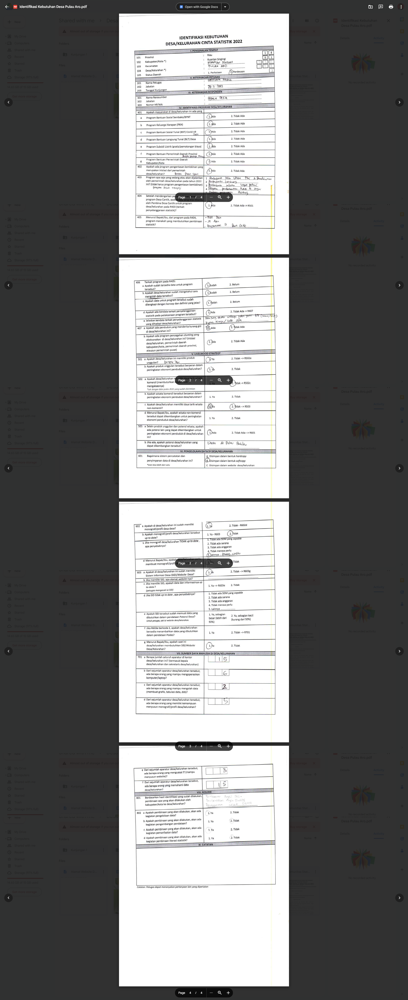 Identifikasi Kebutuhan Desa Pulau Aro.pdf
Open with Google Docs
IDENTIFIKASI KEBUTUHAN
DESA/KELURAHAN CINTA STATISTIK 2022
I. PENGENALAN TEMPAT
101 Provinsi : Riau 1 4
102 Kabupaten/Kota *) : Kuantan Singingi 0 1
103 Kecamatan : KUANTAN TENGAH
104 Desa/Kelurahan *) : PULAU ARO
105 Status Daerah : 1. Perkotaan 2. Perdesaan 2
II. KETERANGAN PETUGAS
201 Nama Petugas :
202 Jabatan :
203 Tanggal Kunjungan : 29-7-2022
III. KETERANGAN RESPONDEN
301 Nama Narasumber :
302 Jabatan : KEPALA DESA
303 Nomor HP/WA :
IV. IDENTIFIKASI PROGRAM DESA/KELURAHAN
401 Apakah masyarakat di desa/kelurahan ini ada yang
a Program Bantuan Sosial Sembako/BPNT 1. Ada 2. Tidak Ada
b Program Keluarga Harapan (PKH) 1. Ada 2. Tidak Ada
c Program Bantuan Sosial Tunai (BST) Covid-19 1. Ada 2. Tidak Ada
2021
d Program Bantuan Langsung Tunai (BLT) Desa 1. Ada 2. Tidak Ada
e Program Subsidi Listrik (gratis/pemotongan biaya) 1. Ada 2. Tidak Ada
f Program Bantuan Pemerintah Daerah Provinsi 1. Ada 2. Tidak Ada
g Program Bantuan Pemerintah Daerah
Kabupaten/Kota 1. Ada 2. Tidak Ada
402 Apakah ada program pengentasan kemiskinan yang
merupakan inisiasi dari pemerintah
desa/kelurahan? 1. Ada 2. Tidak Ada
403 Program apa saja yang sedang atau akan dijalankan
oleh pemerintah desa/kelurahan pada tahun 2022
ini? (tidak harus program pengentasan kemiskinan)
1 Pembangunan Jalan Usaha Tani
2 Pembangunan
3 Pembangunan saluran irigasi petani
4 Program
5
404 Setelah mendengarkan
program Desa Cantik,
oleh Pembina Desa Cantik untuk program
desa/kelurahan pada R403 (terkait
penyelenggaraan statistik)? 1. Ada 2. Tidak Ada -> R501
405 Menurut Bapak/Ibu, dari program pada R404,
program manakah yang membutuhkan pembinaan
statistik?
- Profil Desa
- Desa Cantik
Page 1 / 4
406 Terkait program pada R405:
a Apakah sudah tersedia data untuk program
tersebut? 1. Sudah 2. Belum
b Apakah desa/kelurahan sudah mengetahui cara
mengolah data tersebut? 1. Sudah 2. Belum
c Apakah data untuk program tersebut sudah
dilengkapi dengan konsep dan definisi yang jelas? 1. Sudah 2. Belum
d Apakah ada kendala terkait penyelenggaraan
statistik pada pelaksanaan program tersebut? 1. Ada 2. Tidak Ada -> R407
e Jelaskan kendala terkait penyelenggaraan statistik
yang dihadapi desa/kelurahan?
407 a Apakah ada penduduk yang menderita kurang gizi
di desa/kelurahan ini? 1. Ada 2. Tidak Ada
b Apakah ada program pencegahan stunting yang
dilaksanakan di desa/kelurahan ini? (inisiasi
desa/kelurahan, pemerintah daerah
kabupaten/kota, pemerintah daerah provinsi,
ataupun pemerintah pusat) 1. Ada 2. Tidak Ada
V. LIVELIHOOD STRATEGY
501 a Apakah desa/kelurahan ini memiliki produk
unggulan? 1. Ya 2. Tidak --> R502a
b Apakah produk unggulan tersebut berperan dalam
peningkatan ekonomi penduduk desa/kelurahan? 1. Ya 2. Tidak
502 a Apakah desa/kelurahan
komersil (membutuhkan
mengaksesnya) 1. Ya 2. Tidak -> R502c
*cek dengan data podes 2021 yang sudah dikirimkan
b Apakah wisata komersil tersebut berperan dalam
peningkatan ekonomi penduduk desa/kelurahan? 1. Ya 2. Tidak
c Apakah desa/kelurahan memiliki daya tarik wisata
non-komersil? 1. Ya 2. Tidak --> R503
d Menurut Bapak/Ibu, apakah wisata non-komersil
tersebut dapat dikembangkan untuk peningkatan
ekonomi penduduk desa/kelurahan? 1. Ya 2. Tidak
503 a Selain produk unggulan dan potensi wisata, apakah
ada potensi lain yang dapat dikembangkan untuk
peningkatan ekonomi penduduk di desa/kelurahan
ini? 1. Ada 2. Tidak Ada --> R601
b Jika ada, apakah potensi desa/kelurahan yang
dapat dikembangkan tersebut? Wisata di Pulau
VI. PENGELOLAAN DATA DI DESA/KELURAHAN
601 Bagaimana sistem pencatatan dan A Disimpan dalam bentuk hardcopy
penyimpanan data di desa/kelurahan ini? B Disimpan dalam bentuk softcopy
*isian bisa lebih dari satu C Disimpan dalam website desa/kelurahan
Page 2 / 4
602 a Apakah di desa/kelurahan ini sudah memiliki
monografi/profil desa desa? 1. Ya 2. Tidak - R602d
b Apakah monografi/profil desa/kelurahan tersebut
up to date? 1. Ya - R603 2. Tidak
c Jika monografi desa/kelurahan TIDAK up to date,
apa penyebabnya?
1. Tidak ada SDM yang capable
2. Tidak ada sarana
3. Tidak ada anggaran
4. Tidak merasa perlu
5. Lainnya .... Kurang waktu
d Menurut Bapak/Ibu, apakah
membuat monografi/profil 2. Tidak
Page 2 / 4
603 a Apakah di desa/kelurahan ini sudah memiliki
Sistem Informasi Desa (SID)/Website Desa? 1. Ya 2. Tidak --> R603g
b Jika memiliki SID, apa alamat website nya?
c Jika memiliki SID, apakah data dan informasinya up
to date? 1. Ya --> R603e 2. Tidak
(petugas mengecek isi SID)
d Jika SID tidak up to date, apa penyebabnya?
1. Tidak ada SDM yang capable
2. Tidak ada sarana
3. Tidak ada anggaran
4. Tidak merasa perlu
5. Lainnya
e Apakah SID tersebut sudah memuat data yang
dibutuhkan dalam pendataan Potensi Desa?
Untuk petugas, cek isi website desa/kelurahan.
1. Ya, sebagian besar (lebih dari 50%)
2. Ya, sebagian kecil (kurang dari 50%)
f Jika R603e berkode 2, apakah desa/kelurahan
bersedia menambahkan data yang dibutuhkan
dalam pendataan Podes? 1. Ya 2. Tidak --> R701
g Menurut Bapak/Ibu, apakah saat ini
desa/kelurahan membutuhkan SID/Website
Desa/Kelurahan? 1. Ya 2. Tidak
VII. SUMBER DAYA MANUSIA DI DESA/KELURAHAN
701 a Berapa jumlah seluruh aparatur di kantor
desa/kelurahan ini? (termasuk kepala
desa/kelurahan dan sekretaris desa/kelurahan) 1 5
b Dari sejumlah aparatur desa/kelurahan tersebut,
ada berapa orang yang mampu mengoperasikan
komputer/laptop? 6
c Dari sejumlah aparatur desa/kelurahan tersebut,
ada berapa orang yang mampu mengolah data
(membuat grafik, tabulasi data, dsb)? 2
d Dari sejumlah aparatur desa/kelurahan tersebut,
ada berapa orang yang memiliki kemampuan
menyusun monografi/profil desa/kelurahan? 5
Page 3 / 4
e Dari sejumlah aparatur desa/kelurahan tersebut,
ada berapa orang yang menguasai IT (mampu
menyusun website)? 3
f Dari sejumlah aparatur desa/kelurahan tersebut,
ada berapa orang yang memahami data
desa/kelurahan? 1 5
VIII. RESUME
801 Berdasarkan hasil identifikasi yang sudah dilakukan,
pembinaan apa yang akan dilakukan oleh
kabupaten/kota ke desa/kelurahan?
802 a Apakah pembinaan yang akan dilakukan, akan ada
kegiatan pengelolaan data? 1. Ya 2. Tidak
b Apakah pembinaan yang akan dilakukan, akan ada
kegiatan pengembangan pendataan? 1. Ya 2. Tidak
c Apakah pembinaan yang akan dilakukan, akan ada
kegiatan pemanfaatan data? 1. Ya 2. Tidak
d Apakah pembinaan yang akan dilakukan, akan ada
kegiatan pembinaan literasi statistik? 1. Ya 2. Tidak
XI. CATATAN
Catatan: Petugas dapat menanyakan pertanyaan lain yang diperlukan
Page 4 / 4